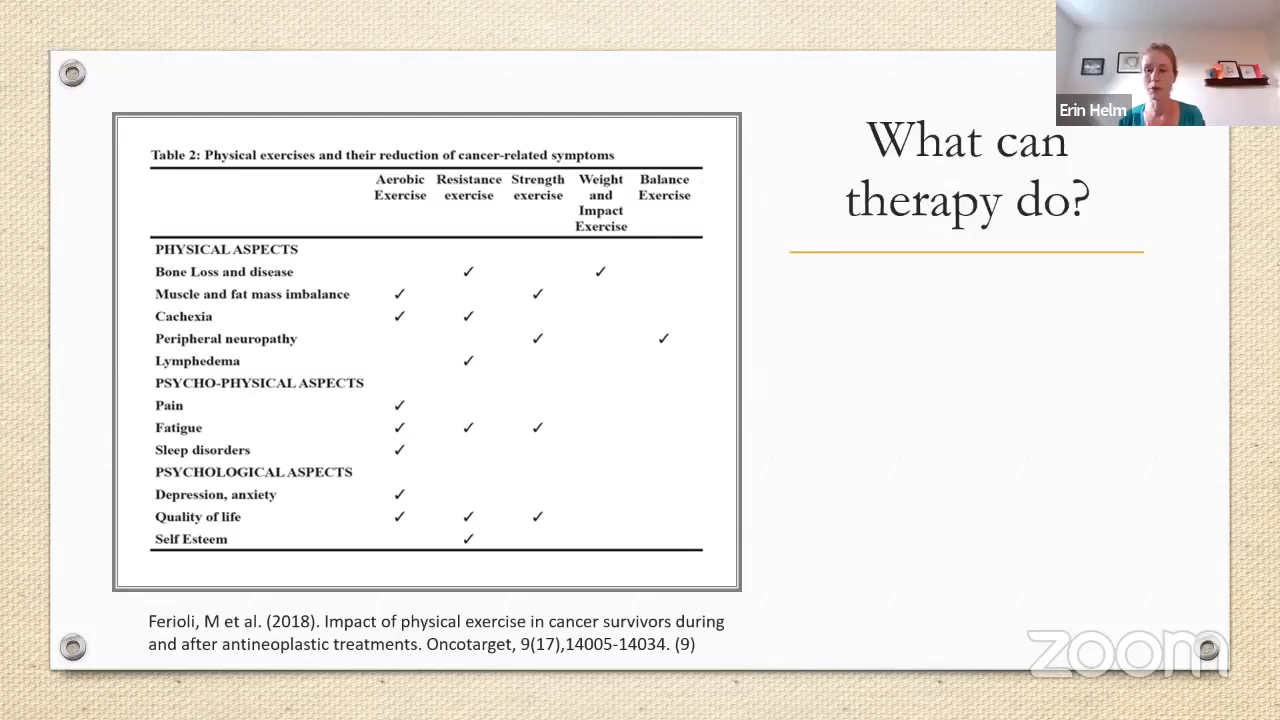 Erin Helm
What can
therapy do?
Table 2: Physical exercises and their reduction of cancer-related symptoms
Aerobic Exercise Resistance exercise Strength exercise Weight and Impact Exercise Balance Exercise
PHYSICAL ASPECTS
Bone Loss and disease ✓ ✓
Muscle and fat mass imbalance ✓ ✓
Cachexia ✓ ✓
Peripheral neuropathy ✓ ✓
Lymphedema ✓
PSYCHO-PHYSICAL ASPECTS
Pain ✓
Fatigue ✓ ✓ ✓
Sleep disorders ✓
PSYCHOLOGICAL ASPECTS
Depression, anxiety ✓
Quality of life ✓ ✓ ✓
Self Esteem ✓
Ferioli, M et al. (2018). Impact of physical exercise in cancer survivors during
and after antineoplastic treatments. Oncotarget, 9(17),14005-14034. (9)
zoom